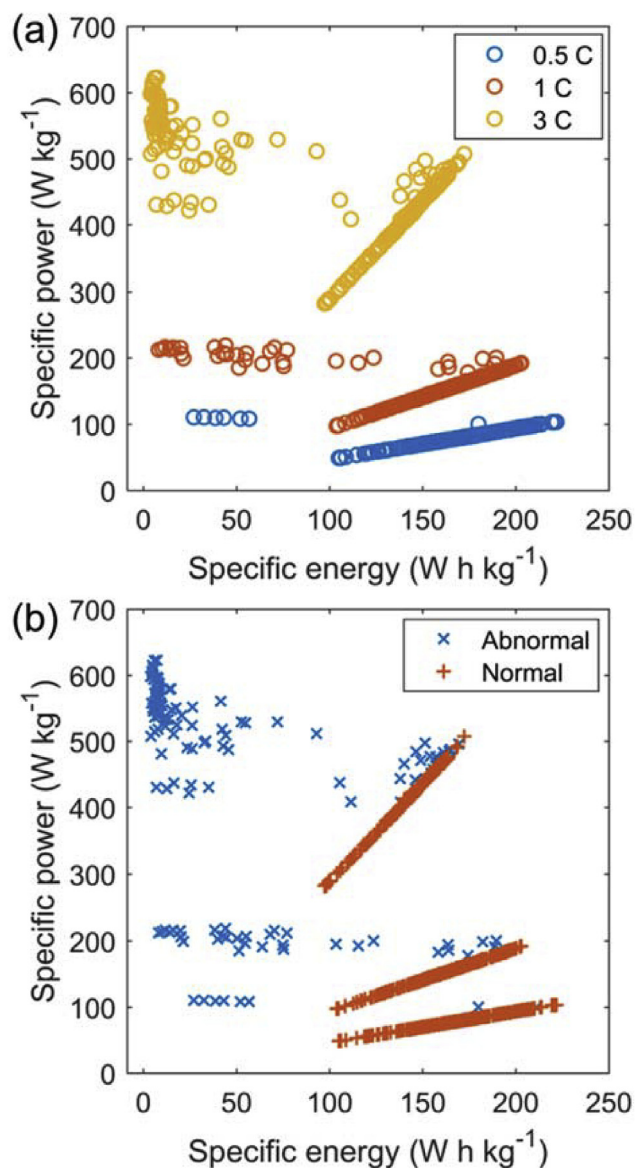 (a)
700
600
500
400
300
200
100
0
Specific power (W kg⁻¹)
0.5 C
1 C
3 C
0 50 100 150 200 250
Specific energy (W h kg⁻¹)
(b)
700
600
500
400
300
200
100
0
Specific power (W kg⁻¹)
Abnormal
Normal
0 50 100 150 200 250
Specific energy (W h kg⁻¹)